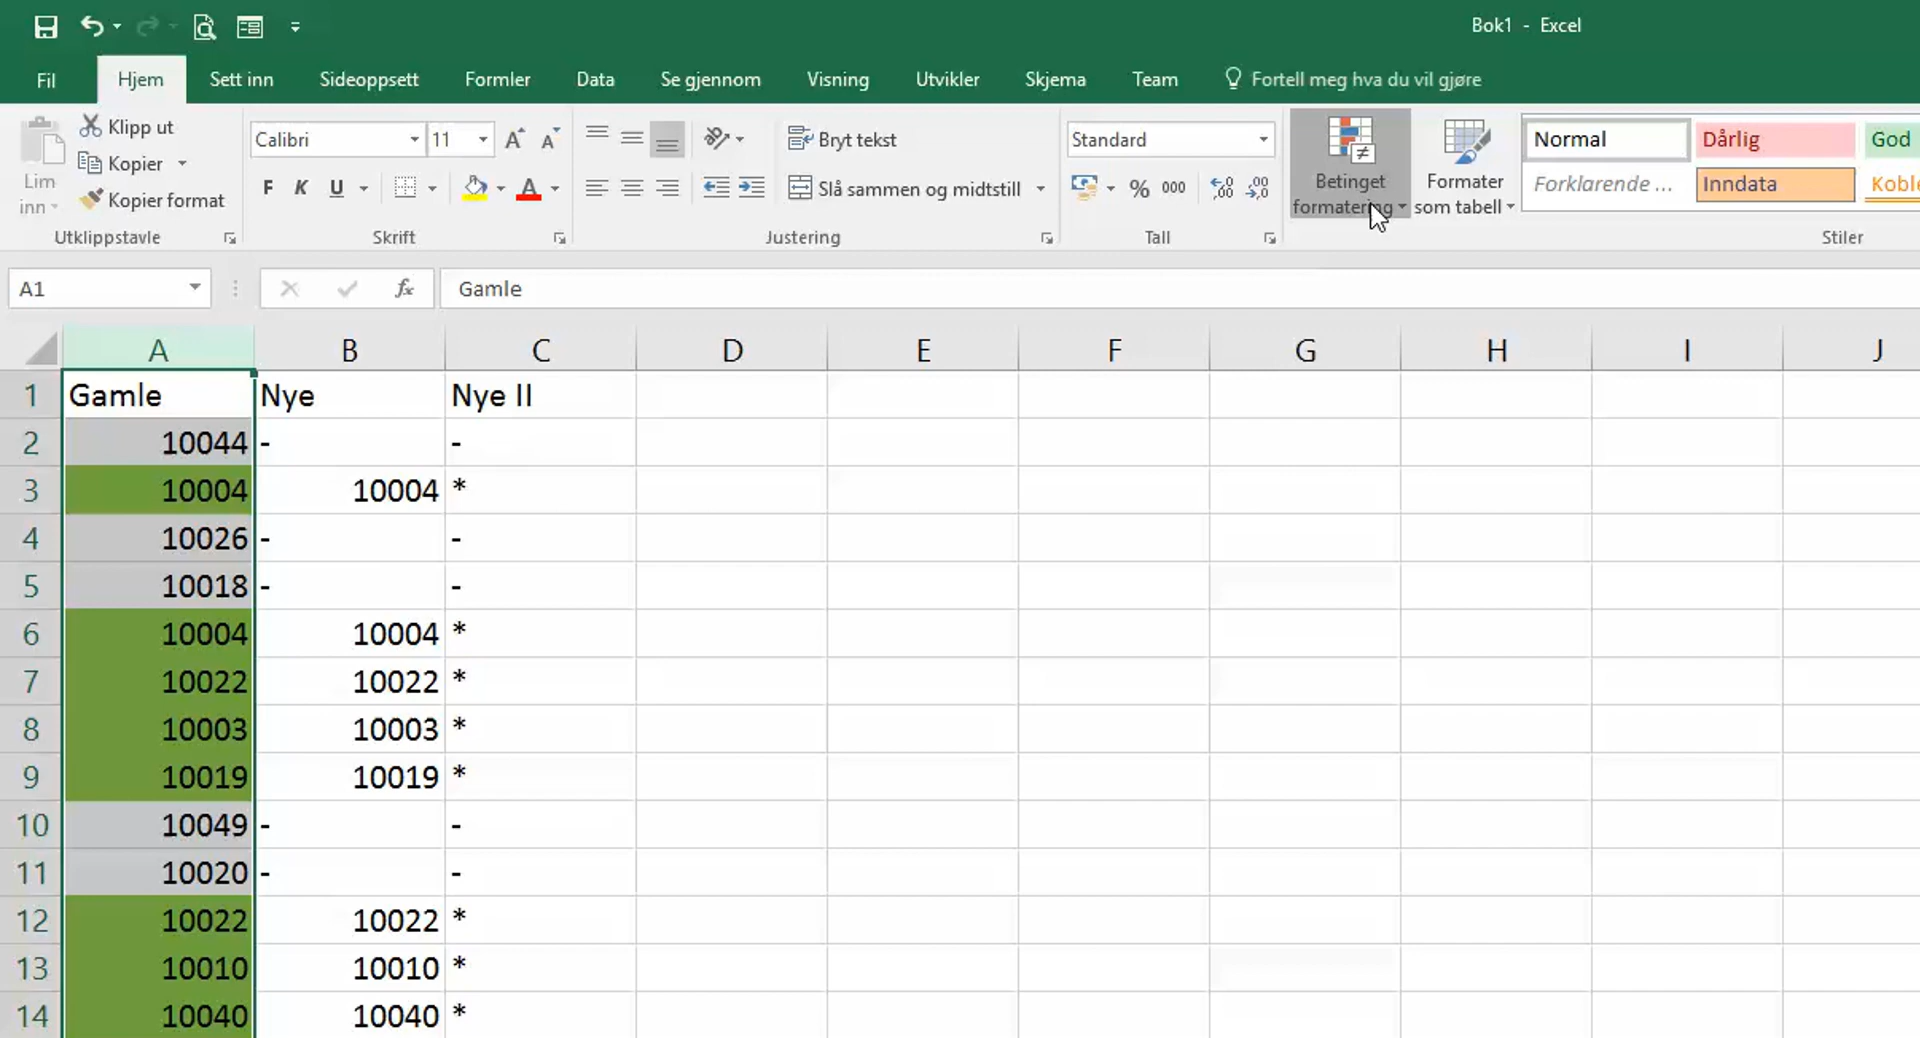 Bok1 - Excel
Fil Hjem Sett inn Sideoppsett Formler Data Se gjennom Visning Utvikler Skjema Team Fortell meg hva du vil gjøre
Lim inn
Klipp ut
Kopier
Kopier format
Utklippstavle
Calibri 11
F K U
Skrift
Bryt tekst
Slå sammen og midtstill
Justering
Standard
% 000
Tall
Betinget formatering
Formater som tabell
Normal Dårlig God
Forklarende ... Inndata
Stiler
A1 fx Gamle
A B C D E F G H I J
1 Gamle Nye Nye II
2 10044 - -
3 10004 10004 *
4 10026 - -
5 10018 - -
6 10004 10004 *
7 10022 10022 *
8 10003 10003 *
9 10019 10019 *
10 10049 - -
11 10020 - -
12 10022 10022 *
13 10010 10010 *
14 10040 10040 *